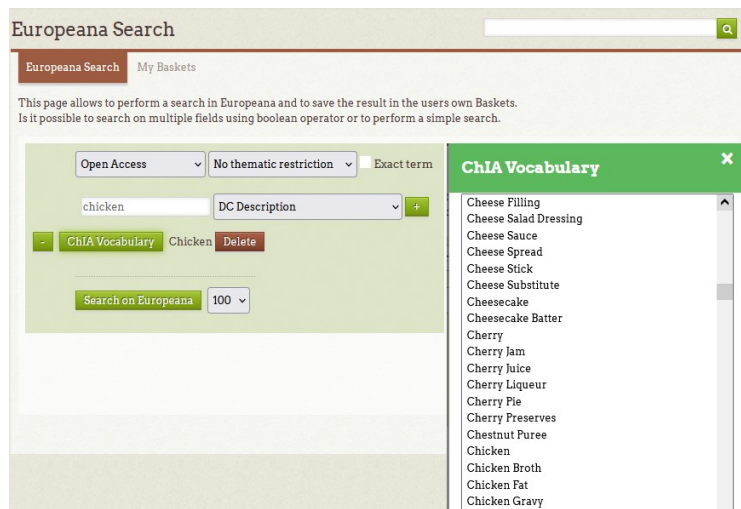 Europeana Search
Europeana Search My Baskets
This page allows to perform a search in Europeana and to save the result in the users own Baskets.
Is it possible to search on multiple fields using boolean operator or to perform a simple search.
Open Access No thematic restriction Exact term
chicken DC Description +
- ChIA Vocabulary Chicken Delete
Search on Europeana 100
ChIA Vocabulary ×
Cheese Filling
Cheese Salad Dressing
Cheese Sauce
Cheese Spread
Cheese Stick
Cheese Substitute
Cheesecake
Cheesecake Batter
Cherry
Cherry Jam
Cherry Juice
Cherry Liqueur
Cherry Pie
Cherry Preserves
Chestnut Puree
Chicken
Chicken Broth
Chicken Fat
Chicken Gravy